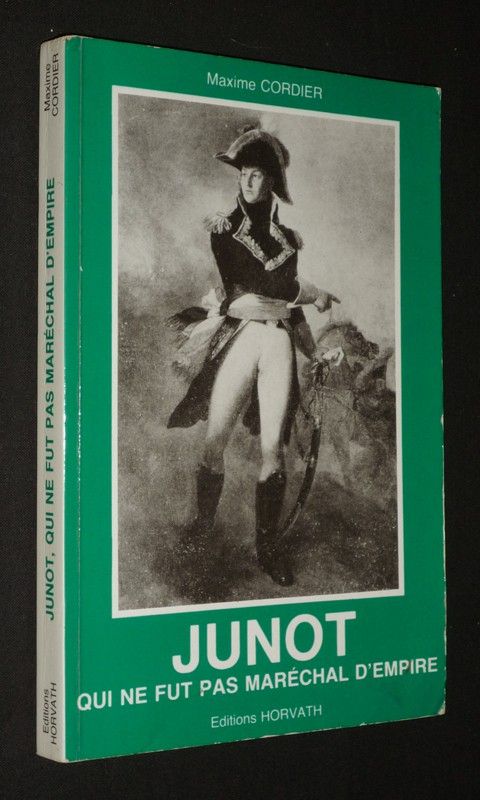 Maxime CORDIER
JUNOT
QUI NE FUT PAS MARÉCHAL D'EMPIRE
Editions HORVATH
Maxime
CORDIER
JUNOT, QUI NE FUT PAS MARÉCHAL D'EMPIRE
Editions
HORVATH